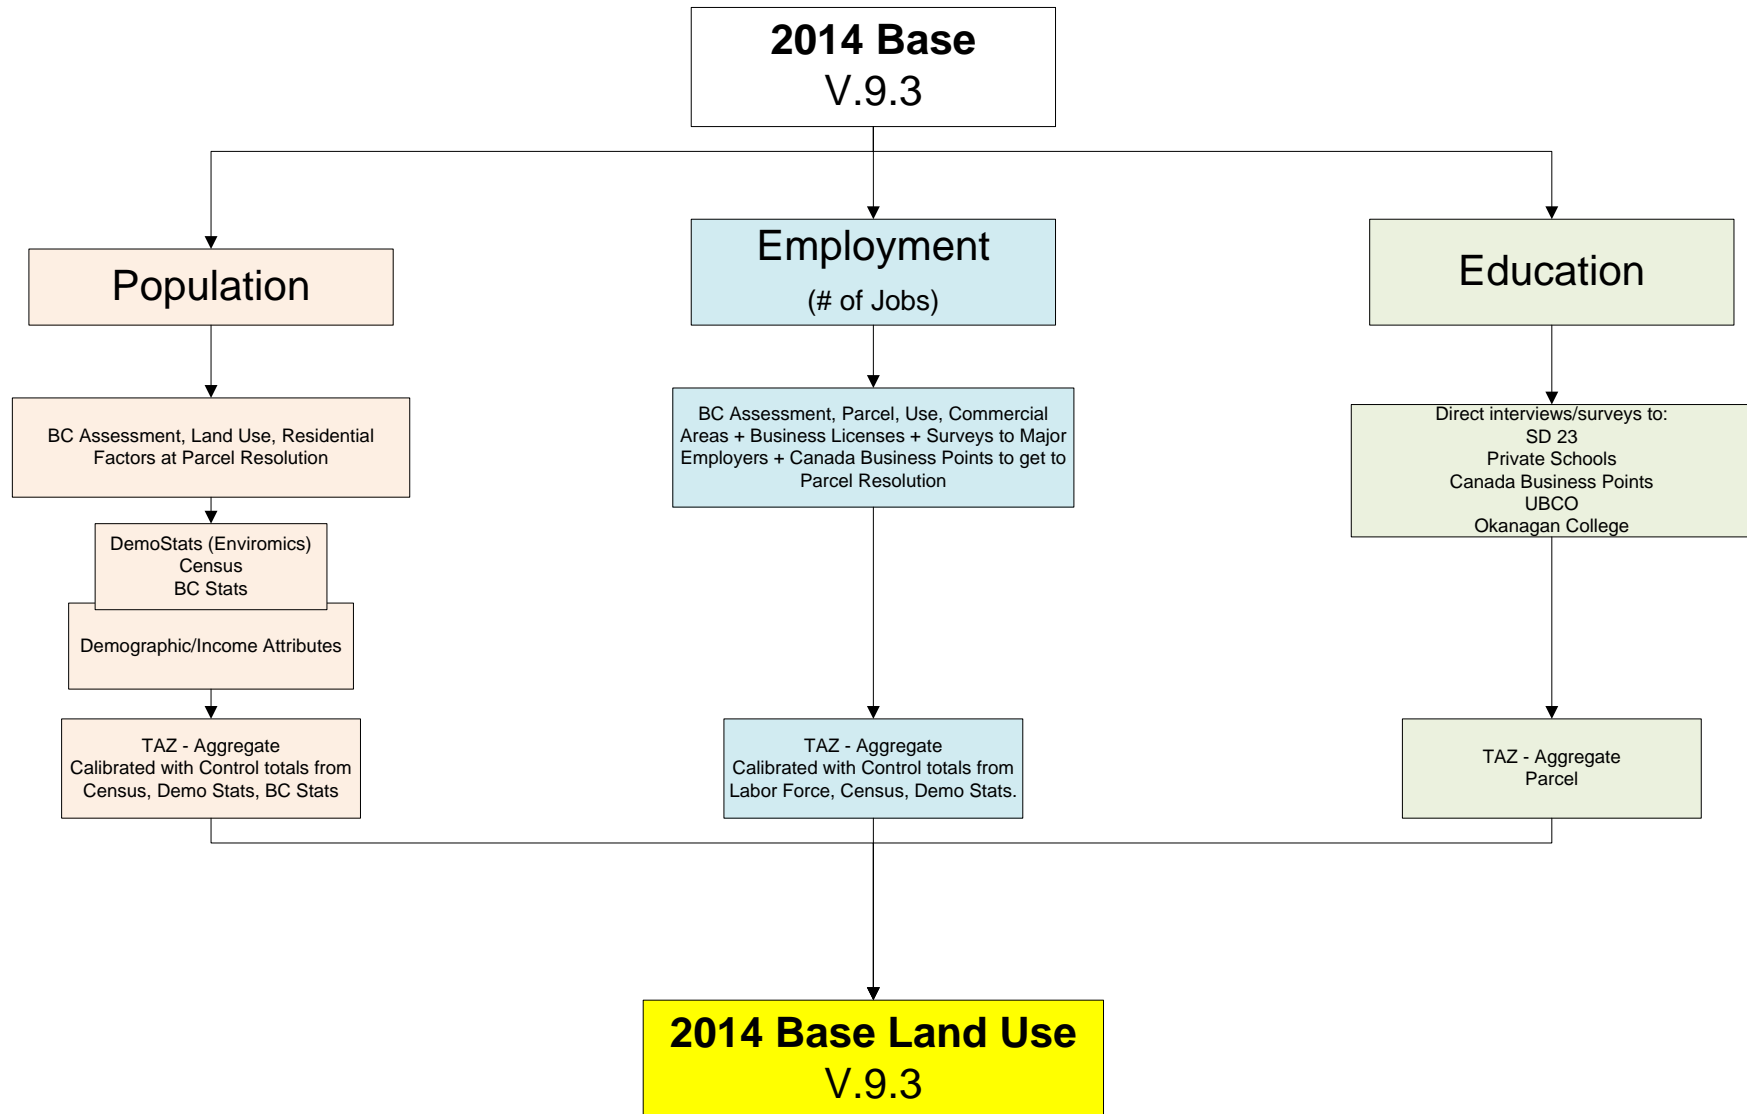 2014 Base
V.9.3
Population
Employment
(# of Jobs)
Education
BC Assessment, Land Use, Residential
Factors at Parcel Resolution
BC Assessment, Parcel, Use, Commercial
Areas + Business Licenses + Surveys to Major
Employers + Canada Business Points to get to
Parcel Resolution
Direct interviews/surveys to:
SD 23
Private Schools
Canada Business Points
UBCO
Okanagan College
DemoStats (Enviromics)
Census
BC Stats
Demographic/Income Attributes
TAZ - Aggregate
Calibrated with Control totals from
Census, Demo Stats, BC Stats
TAZ - Aggregate
Calibrated with Control totals from
Labor Force, Census, Demo Stats.
TAZ - Aggregate
Parcel
2014 Base Land Use
V.9.3